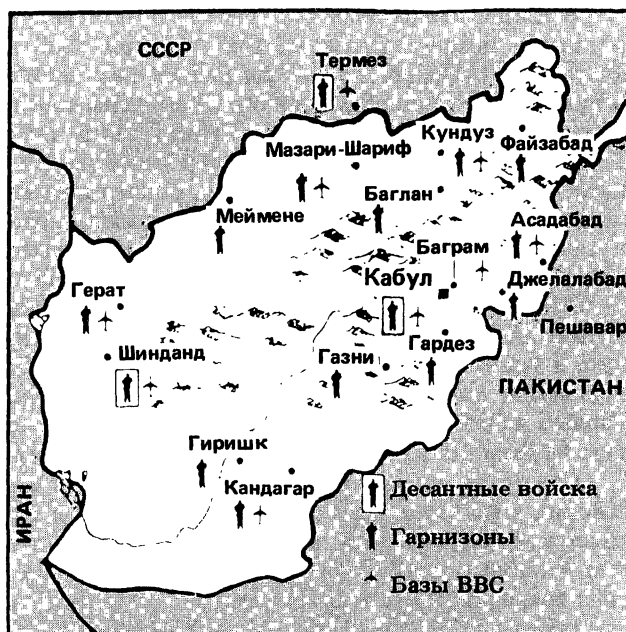 СССР
Термез
Кундуз
Файзабад
Мазари-Шариф
Баглан
Меймене
Асадабад
Баграм
Кабул
Джелалабад
Герат
Пешавар
Шинданд
Газни
Гардез
ПАКИСТАН
Гиришк
Кандагар
ИРАН
Десантные войска
Гарнизоны
Базы ВВС